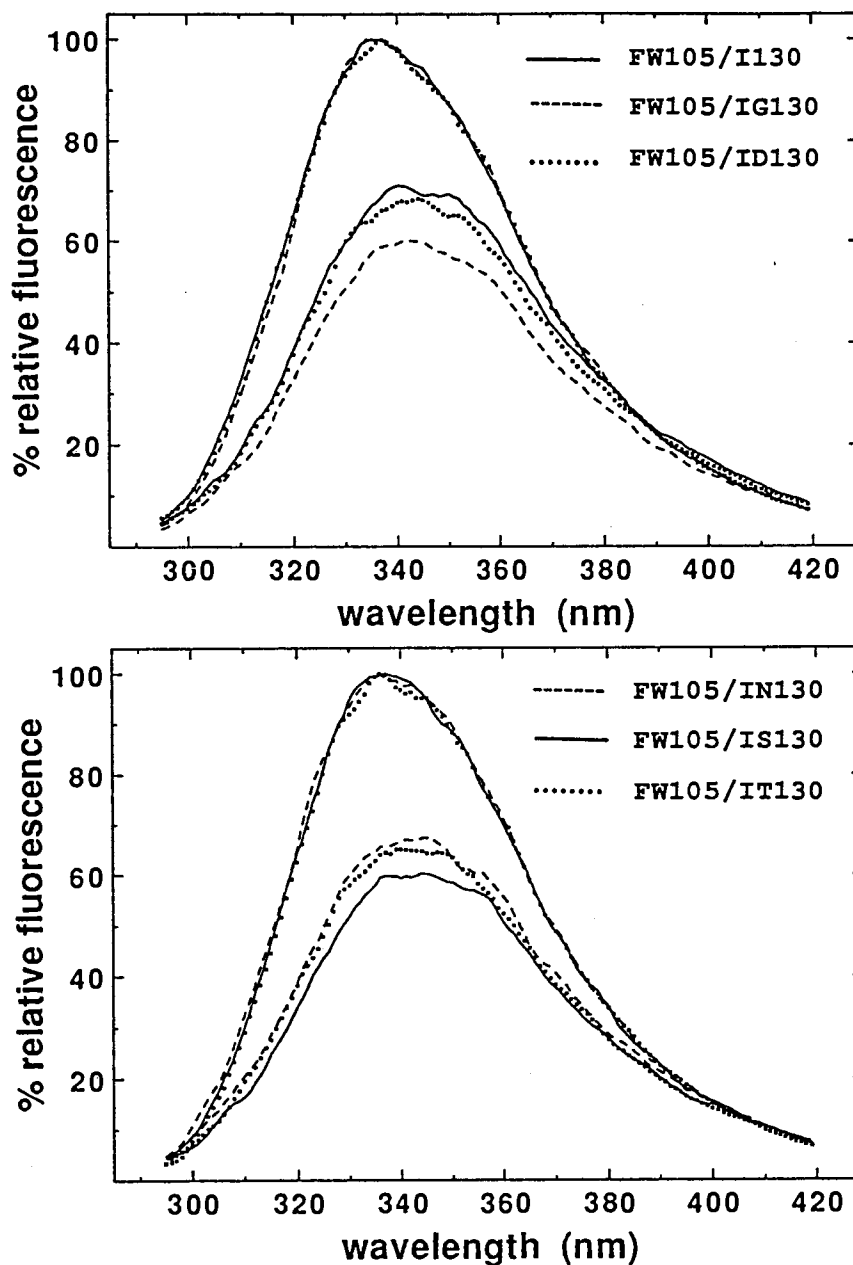 % relative fluorescence
100
80
60
40
20
FW105/I130
FW105/IG130
FW105/ID130
300 320 340 360 380 400 420
wavelength (nm)
% relative fluorescence
100
80
60
40
20
FW105/IN130
FW105/IS130
FW105/IT130
300 320 340 360 380 400 420
wavelength (nm)